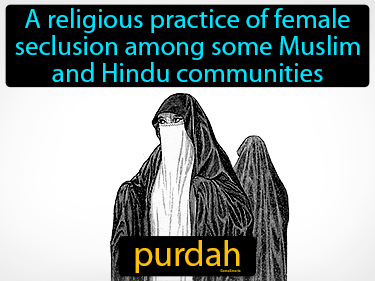 A religious practice of female
seclusion among some Muslim
and Hindu communities
purdah